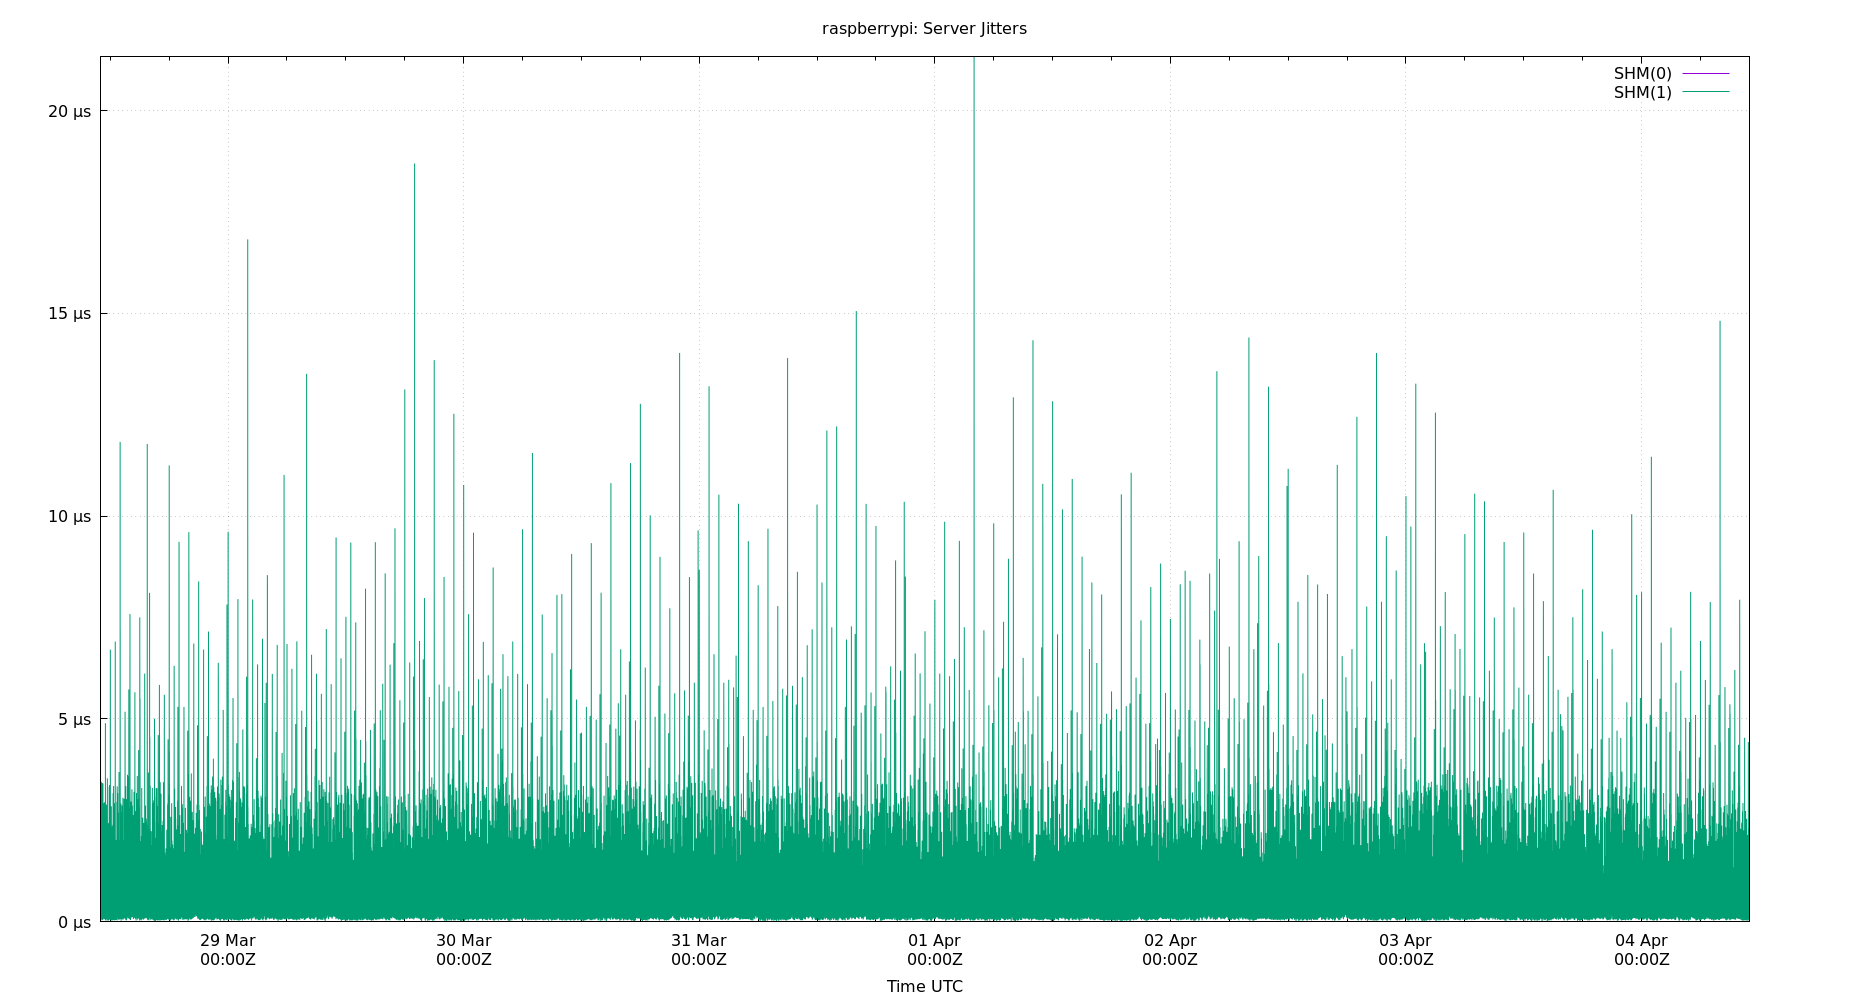 raspberrypi: Server Jitters
SHM(0)
SHM(1)
20 µs
15 µs
10 µs
5 µs
0 µs
29 Mar 30 Mar 31 Mar 01 Apr 02 Apr 03 Apr 04 Apr
00:00Z 00:00Z 00:00Z 00:00Z 00:00Z 00:00Z 00:00Z
Time UTC